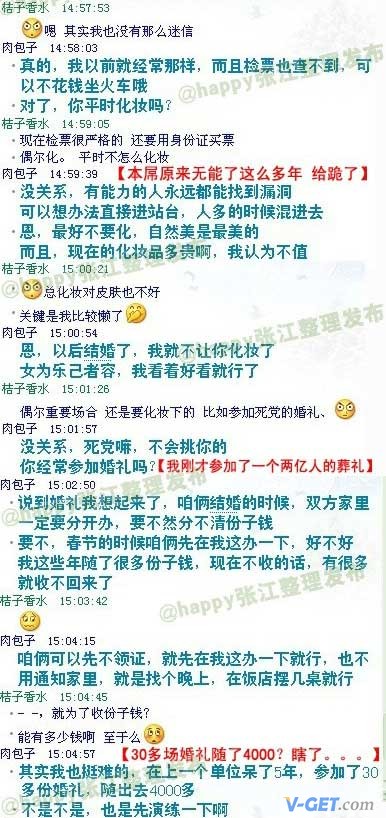 桔子香水 14:57:53
嗯 其实我也没有那么迷信
肉包子 14:58:03
·真的，我以前就经常那样，而且检票也查不到，可
以不花钱坐火车哦
·对了，你平时化妆吗？
桔子香水 14:59:05
·现在检票很严格的 还要用身份证买票
·偶尔化。 平时不怎么化妆
肉包子 14:59:39 【本屌原来无能了这么多年 给跪了】
·没关系，有能力的人永远都能找到漏洞
可以想办法直接进站台，人多的时候混进去
·恩，最好不要化，自然美是最美的
而且，现在的化妆品多贵啊，我认为不值
桔子香水 15:00:21
总化妆对皮肤也不好
·关键是我比较懒了
肉包子 15:00:54
·恩，以后结婚了，我就不让你化妆了
女为乐己者容，我看着好看就行了
桔子香水 15:01:26
偶尔重要场合 还是要化妆下的 比如参加死党的婚礼、
肉包子 15:01:57
·没关系，死党嘛，不会挑你的
你经常参加婚礼吗？【我刚才参加了一个两亿人的葬礼】
肉包子 15:02:50
·说到婚礼我想起来了，咱俩结婚的时候，双方家里
一定要分开办，要不然分不清份子钱
·要不，春节的时候咱俩先在我这办一下，好不好
我这些年随了很多份子钱，现在不收的话，有很多
就收不回来了
桔子香水 15:03:42
肉包子 15:04:15
咱俩可以先不领证，就先在我这办一下就行，也不
用通知家里，就是找个晚上，在饭店摆几桌就行
桔子香水 15:04:45
·- -，就为了收份子钱？
能有多少钱啊 至于么
肉包子 15:04:57 【30多场婚礼随了4000？瞎了。。。】
·其实我也挺难的，在上一个单位呆了5年，参加了30
多份婚礼，随出去4000多
·不是不是，也是先演练一下啊
@happy张江整理发布
@happy张江整理发布
@happy张江整理发布
@happy张江整理发布
V-GET.com